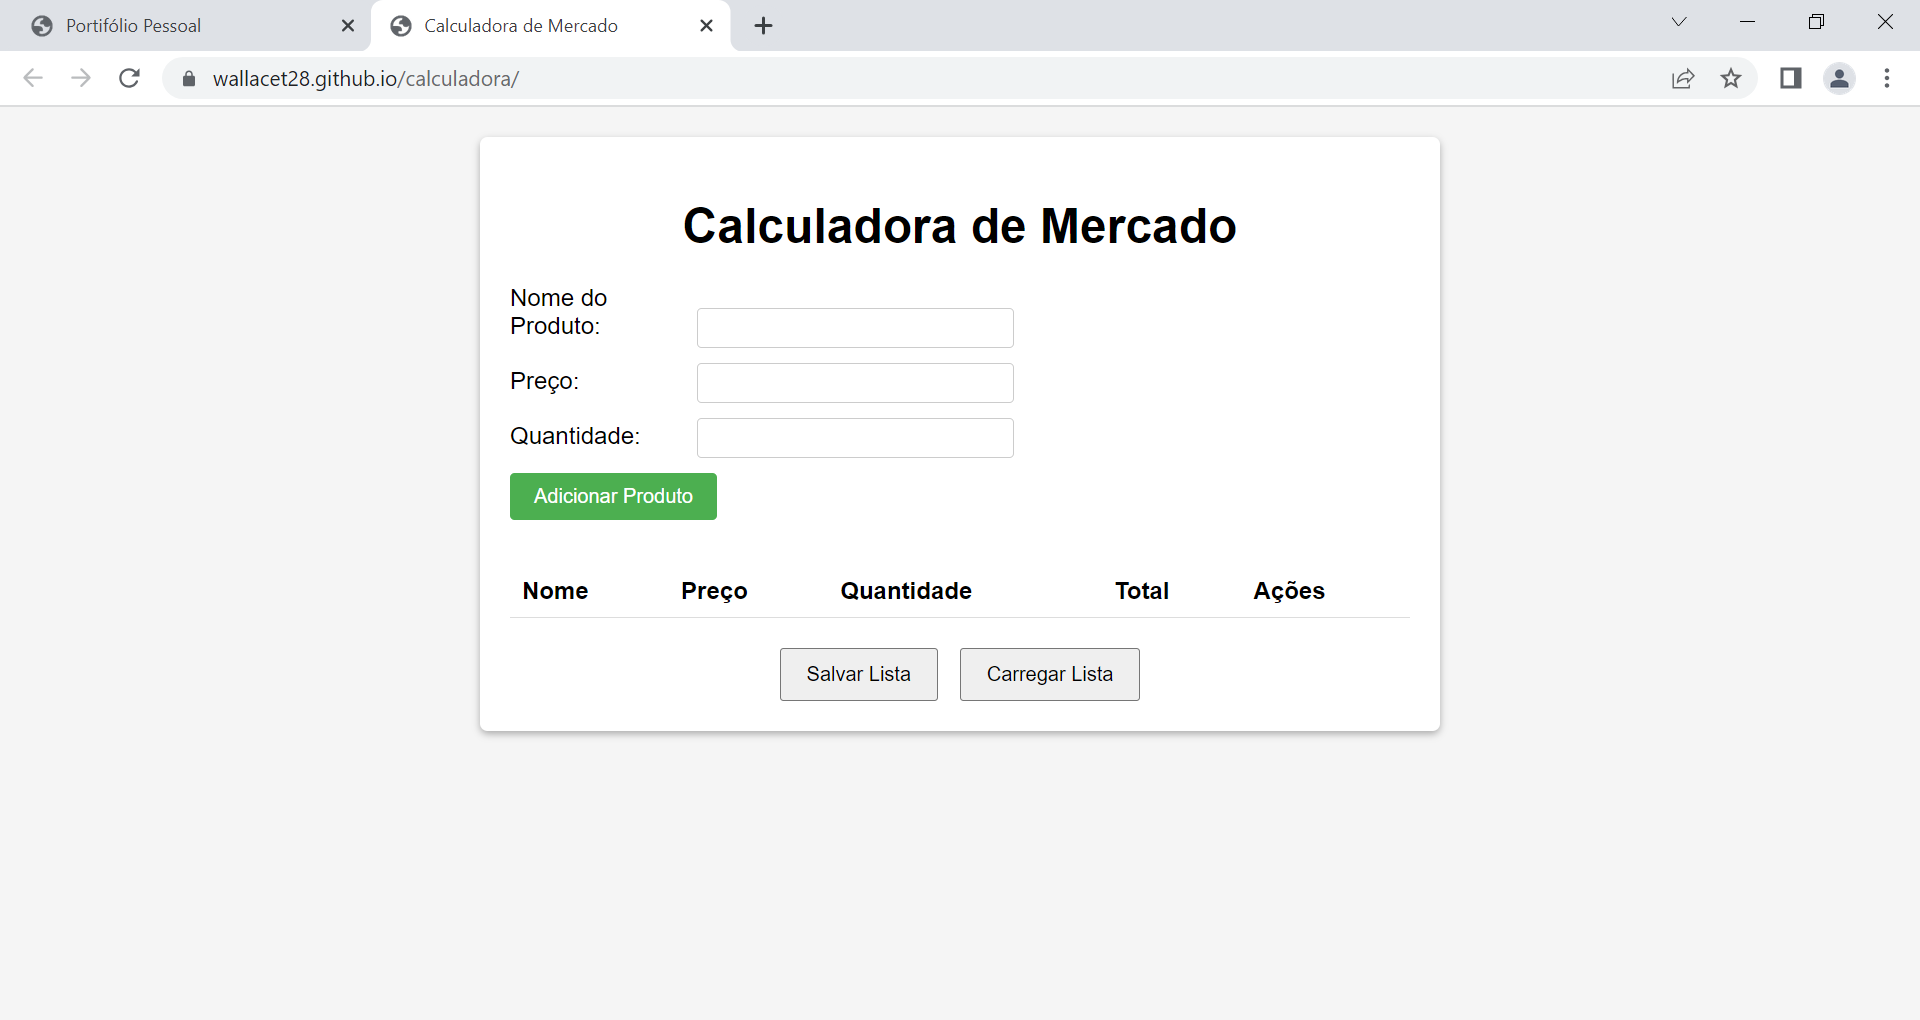 Portifólio Pessoal
Calculadora de Mercado
wallacet28.github.io/calculadora/
Calculadora de Mercado
Nome do
Produto:
Preço:
Quantidade:
Adicionar Produto
Nome Preço Quantidade Total Ações
Salvar Lista Carregar Lista